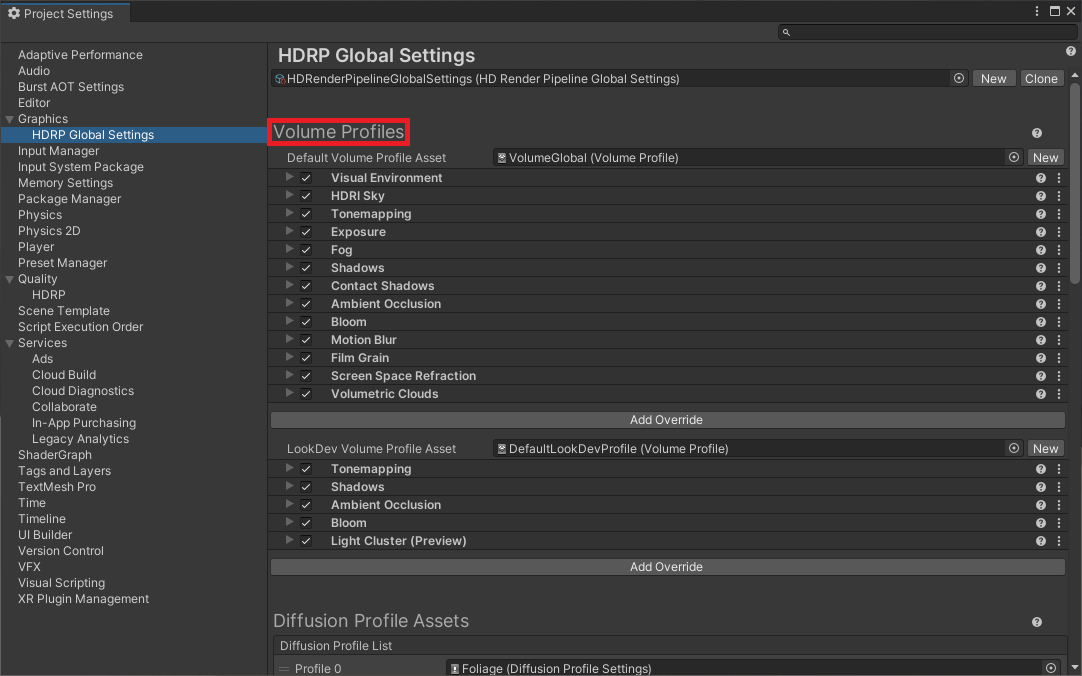 Project Settings
Adaptive Performance
Audio
Burst AOT Settings
Editor
Graphics
HDRP Global Settings
Input Manager
Input System Package
Memory Settings
Package Manager
Physics
Physics 2D
Player
Preset Manager
Quality
HDRP
Scene Template
Script Execution Order
Services
Ads
Cloud Build
Cloud Diagnostics
Collaborate
In-App Purchasing
Legacy Analytics
ShaderGraph
Tags and Layers
TextMesh Pro
Time
Timeline
UI Builder
Version Control
VFX
Visual Scripting
XR Plugin Management
HDRP Global Settings
HDRenderPipelineGlobalSettings (HD Render Pipeline Global Settings) New Clone
Volume Profiles
Default Volume Profile Asset VolumeGlobal (Volume Profile) New
Visual Environment
HDRI Sky
Tonemapping
Exposure
Fog
Shadows
Contact Shadows
Ambient Occlusion
Bloom
Motion Blur
Film Grain
Screen Space Refraction
Volumetric Clouds
Add Override
LookDev Volume Profile Asset DefaultLookDevProfile (Volume Profile) New
Tonemapping
Shadows
Ambient Occlusion
Bloom
Light Cluster (Preview)
Add Override
Diffusion Profile Assets
Diffusion Profile List
Profile 0 Foliage (Diffusion Profile Settings)